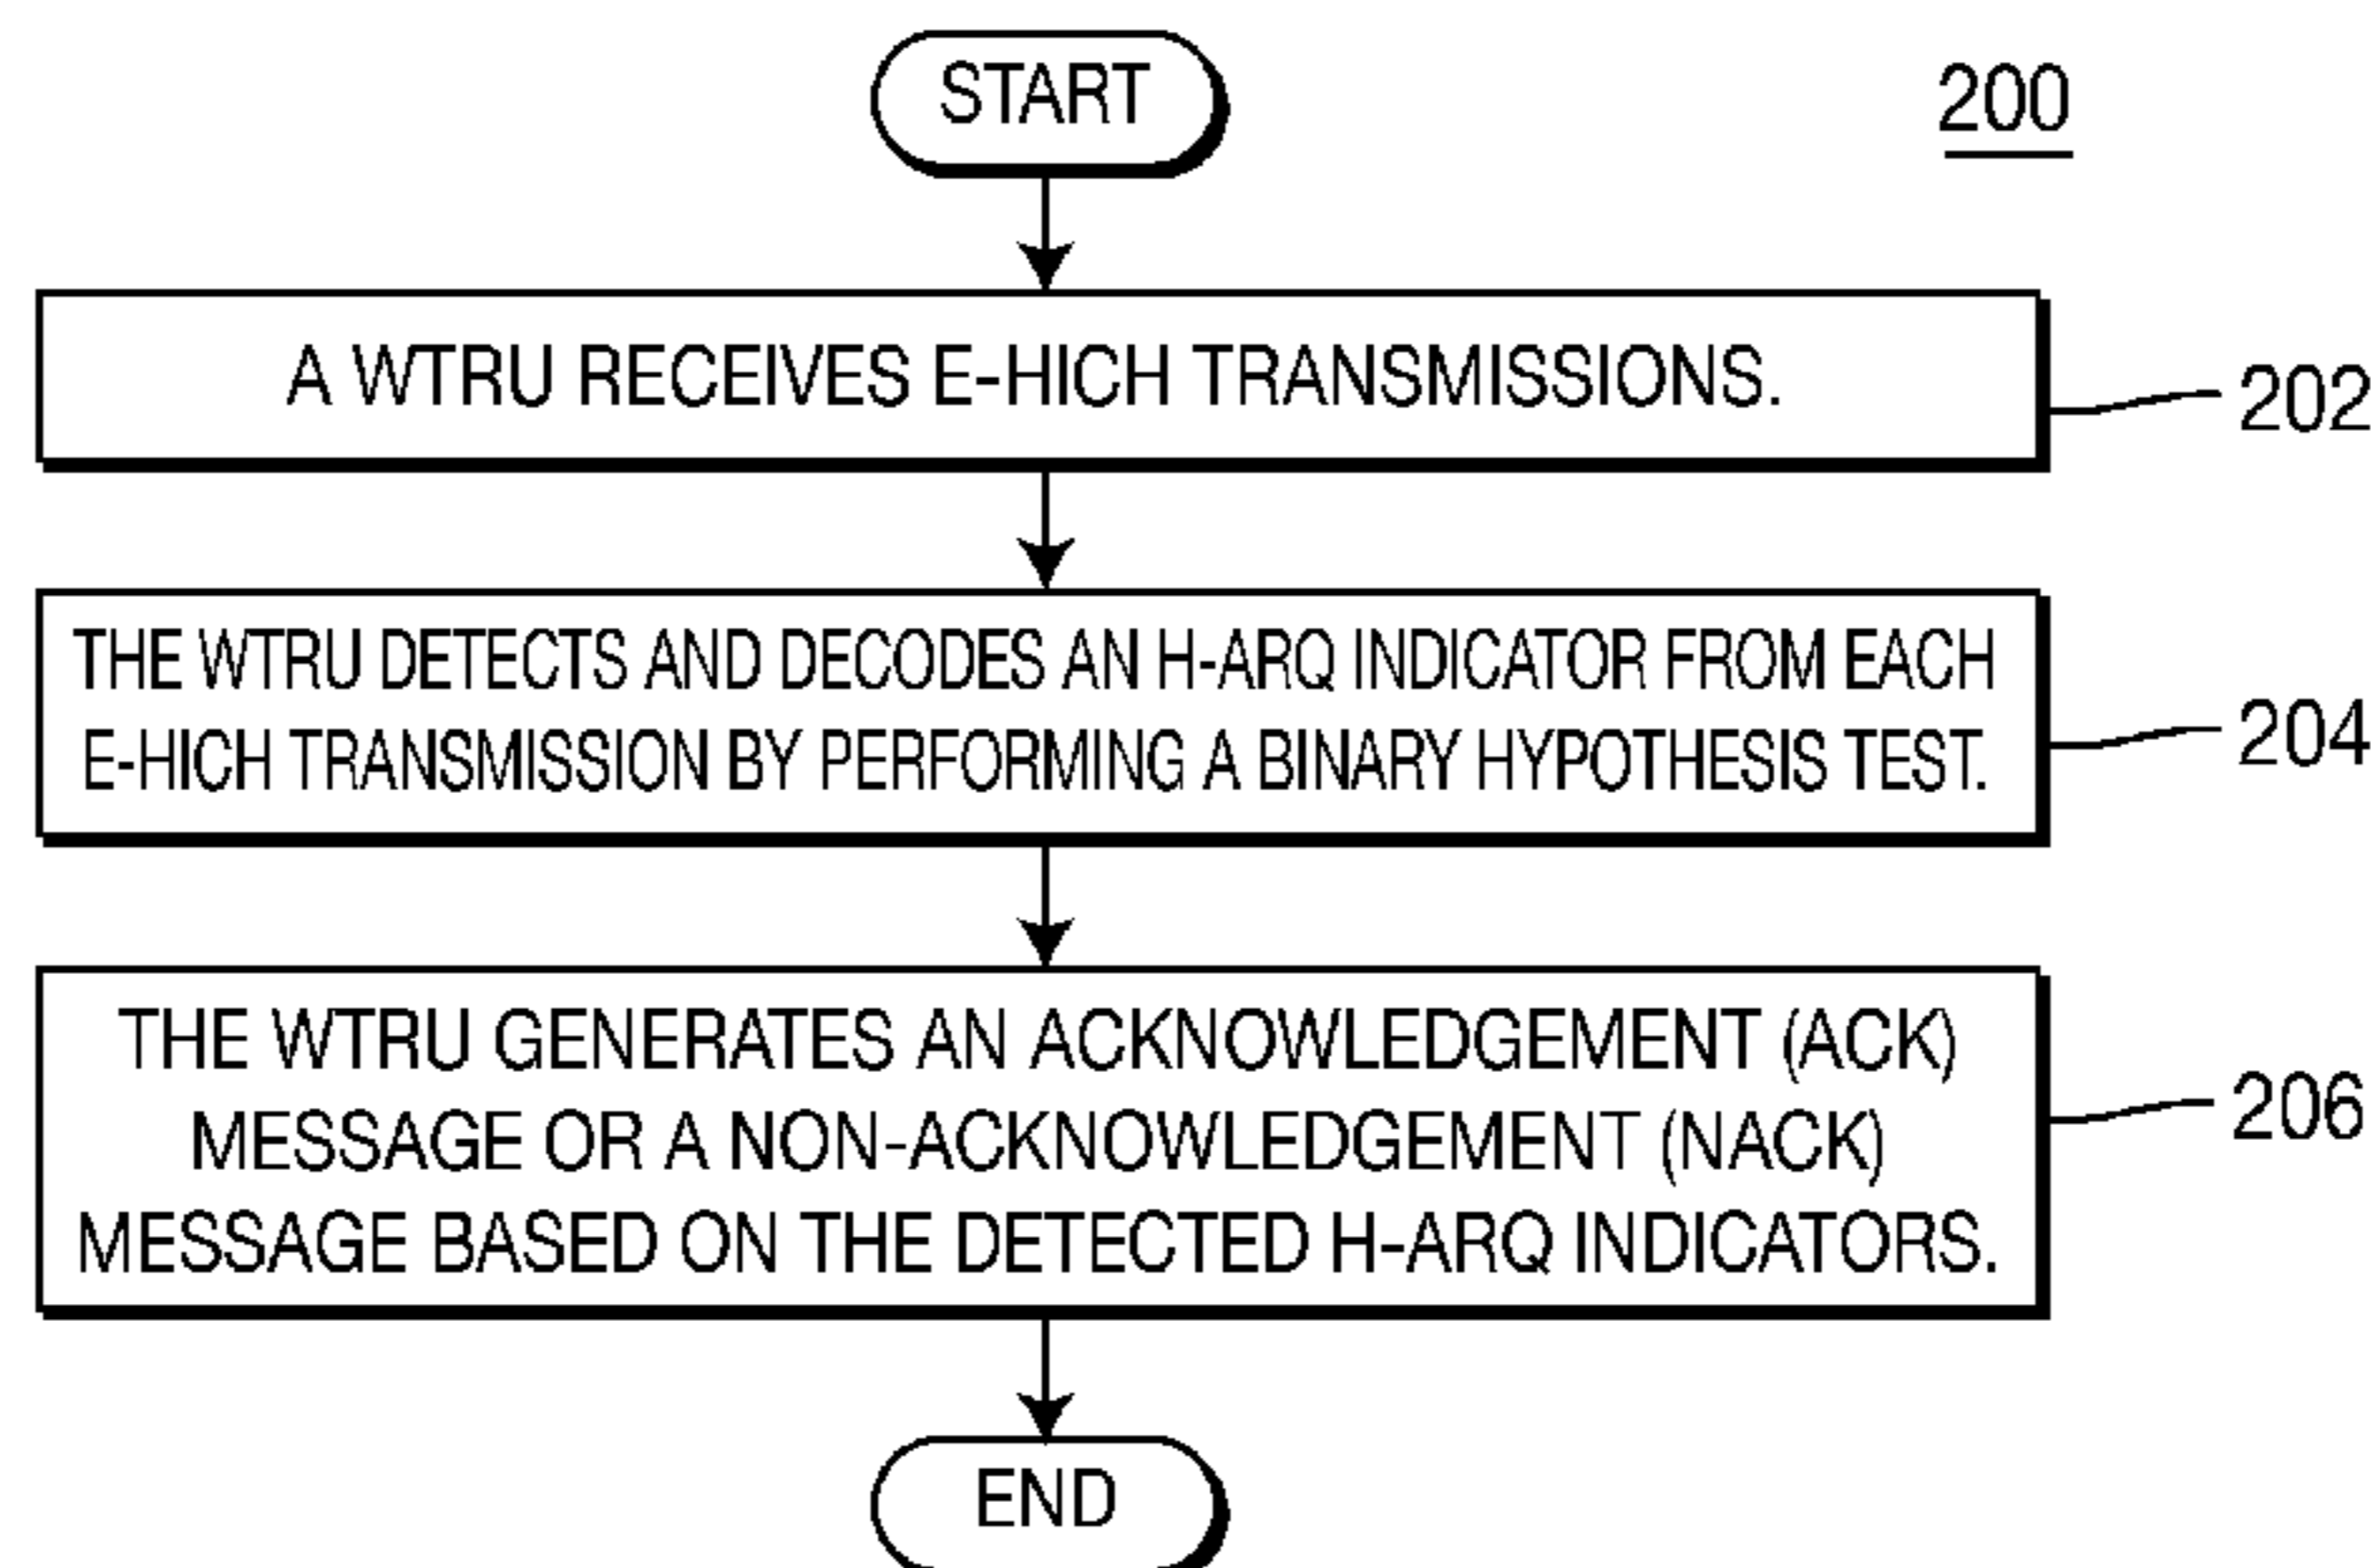 START
200
A WTRU RECEIVES E-HICH TRANSMISSIONS.
202
THE WTRU DETECTS AND DECODES AN H-ARQ INDICATOR FROM EACH
E-HICH TRANSMISSION BY PERFORMING A BINARY HYPOTHESIS TEST.
204
THE WTRU GENERATES AN ACKNOWLEDGEMENT (ACK)
MESSAGE OR A NON-ACKNOWLEDGEMENT (NACK)
MESSAGE BASED ON THE DETECTED H-ARQ INDICATORS.
206
END